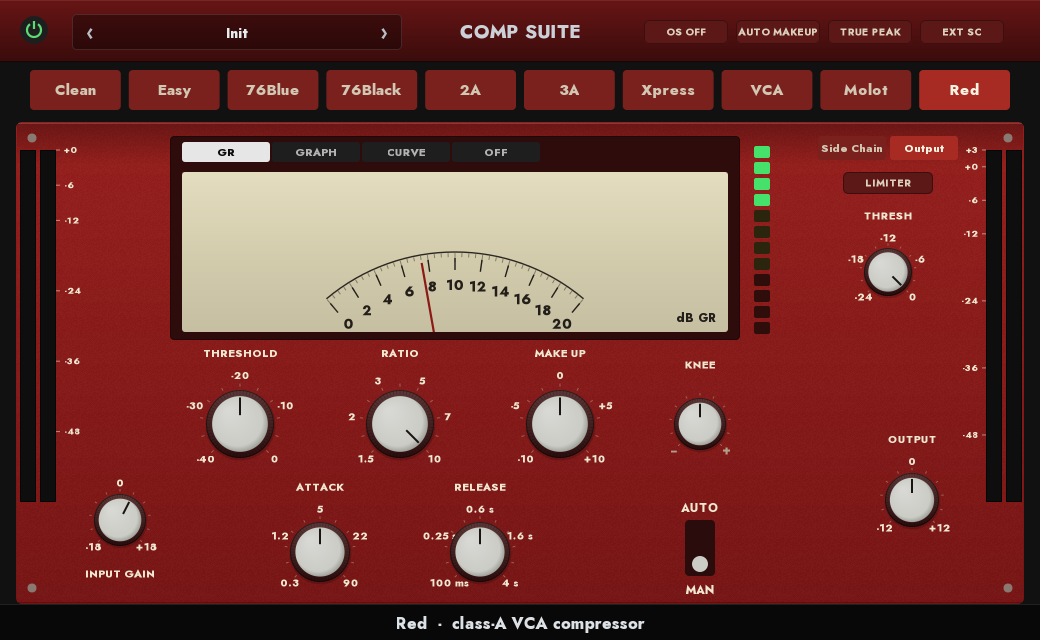 ‹ Init › COMP SUITE OS OFF AUTO MAKEUP TRUE PEAK EXT SC
Clean Easy 76Blue 76Black 2A 3A Xpress VCA Molot Red
GR GRAPH CURVE OFF
Side Chain Output
LIMITER
THRESH
-24 -18 -12 -6 0
+0
-6
-12
-24
-36
-48
0 2 4 6 8 10 12 14 16 18 20
dB GR
+3
+0
-6
-12
-24
-36
-48
THRESHOLD
-40 -30 -20 -10 0
RATIO
1.5 2 3 5 7 10
MAKE UP
-10 -5 0 +5 +10
KNEE
- +
INPUT GAIN
-18 0 +18
ATTACK
0.3 1.2 5 22 90
RELEASE
100 ms 0.25 s 0.6 s 1.6 s 4 s
AUTO
MAN
OUTPUT
-12 0 +12
Red · class-A VCA compressor